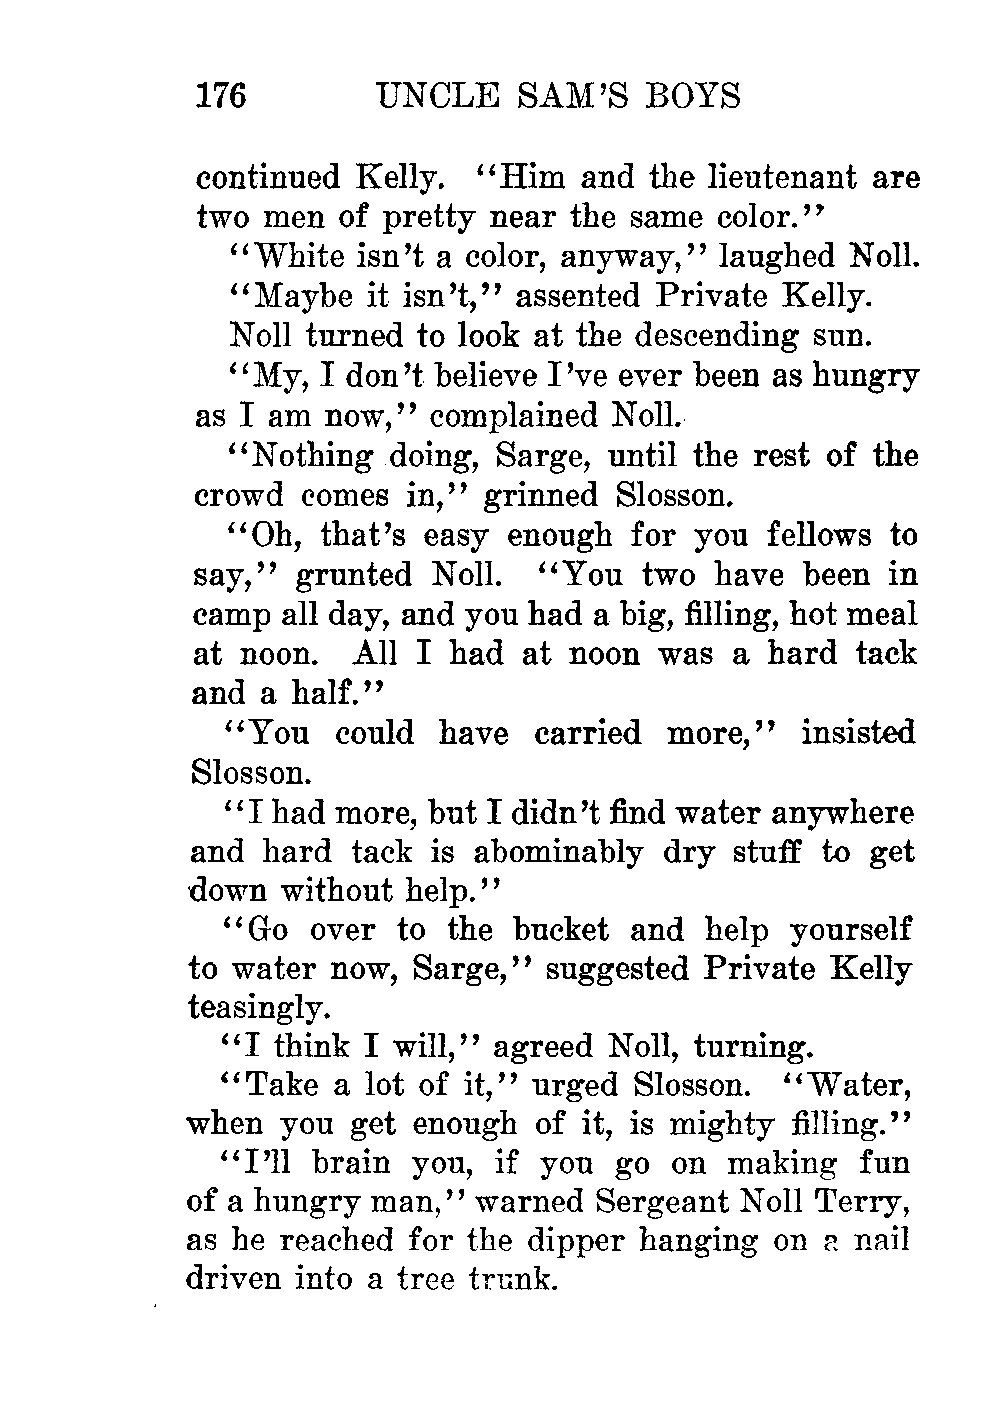 176 UNCLE SAM'S BOYS
continued Kelly. "Him and the lieutenant are
two men of pretty near the same color."
"White isn't a color, anyway," laughed Noll.
"Maybe it isn't," assented Private Kelly.
Noll turned to look at the descending sun.
"My, I don't believe I've ever been as hungry
as I am now," complained Noll.
"Nothing doing, Sarge, until the rest of the
crowd comes in," grinned Slosson.
"Oh, that's easy enough for you fellows to
say," grunted Noll. "You two have been in
camp all day, and you had a big, filling, hot meal
at noon. All I had at noon was a hard tack
and a half."
"You could have carried more," insisted
Slosson.
"I had more, but I didn't find water anywhere
and hard tack is abominably dry stuff to get
down without help."
"Go over to the bucket and help yourself
to water now, Sarge," suggested Private Kelly
teasingly.
"I think I will," agreed Noll, turning.
"Take a lot of it," urged Slosson. "Water,
when you get enough of it, is mighty filling."
"I'll brain you, if you go on making fun
of a hungry man," warned Sergeant Noll Terry,
as he reached for the dipper hanging on a nail
driven into a tree trunk.